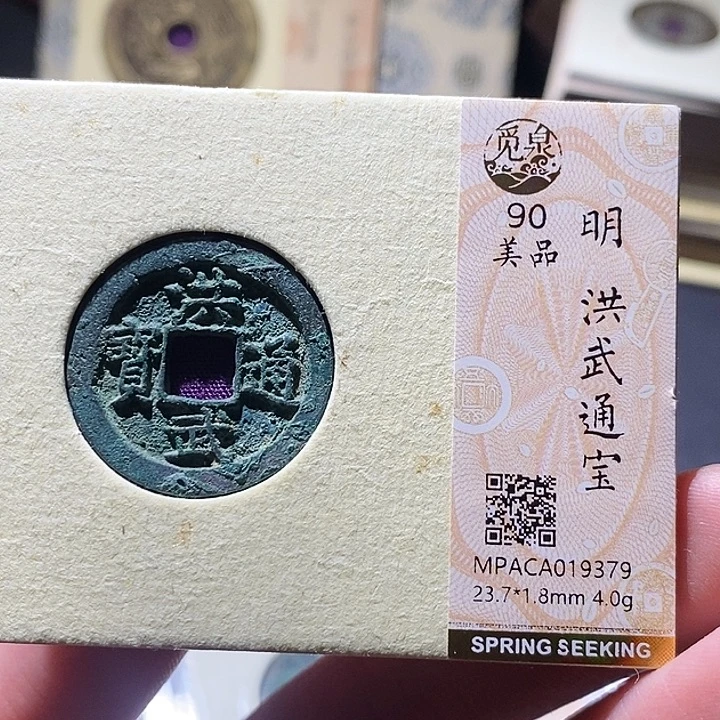 洪武通寶
觅泉
90
美品
明 洪武通宝
MPACA019379
23.7*1.8mm 4.0g
SPRING SEEKING